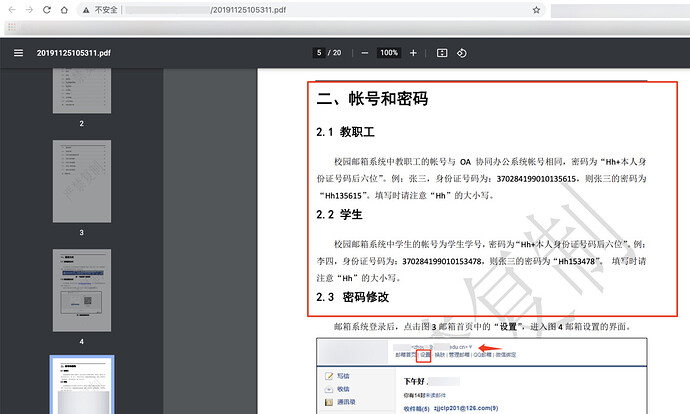 不安全
/20191125105311.pdf
20191125105311.pdf
5 / 20
100%
2
3
4
二、帐号和密码
2.1 教职工
校园邮箱系统中教职工的帐号与 OA 协同办公系统帐号相同，密码为“Hh+本人身
份证号码后六位”。例：张三，身份证号码为：370284199010135615，则张三的密码为
“Hh135615”。填写时请注意“Hh”的大小写。
2.2 学生
校园邮箱系统中学生的帐号为学生学号，密码为“Hh+本人身份证号码后六位”。例：
李四，身份证号码为：370284199010153478，则张三的密码为“Hh153478”。 填写时请
注意“Hh”的大小写。
2.3 密码修改
邮箱系统登录后，点击图 3 邮箱首页中的“设置”，进入图 4 邮箱设置的界面。
edu.cn>
邮箱首页 | 设置 | 换肤 | 管理邮箱 | QQ邮箱 | 微信绑定
写信
收信
通讯录
下午好，
你有14封未读邮件
收件箱(5) zjjcip201@126.com(9)
复制